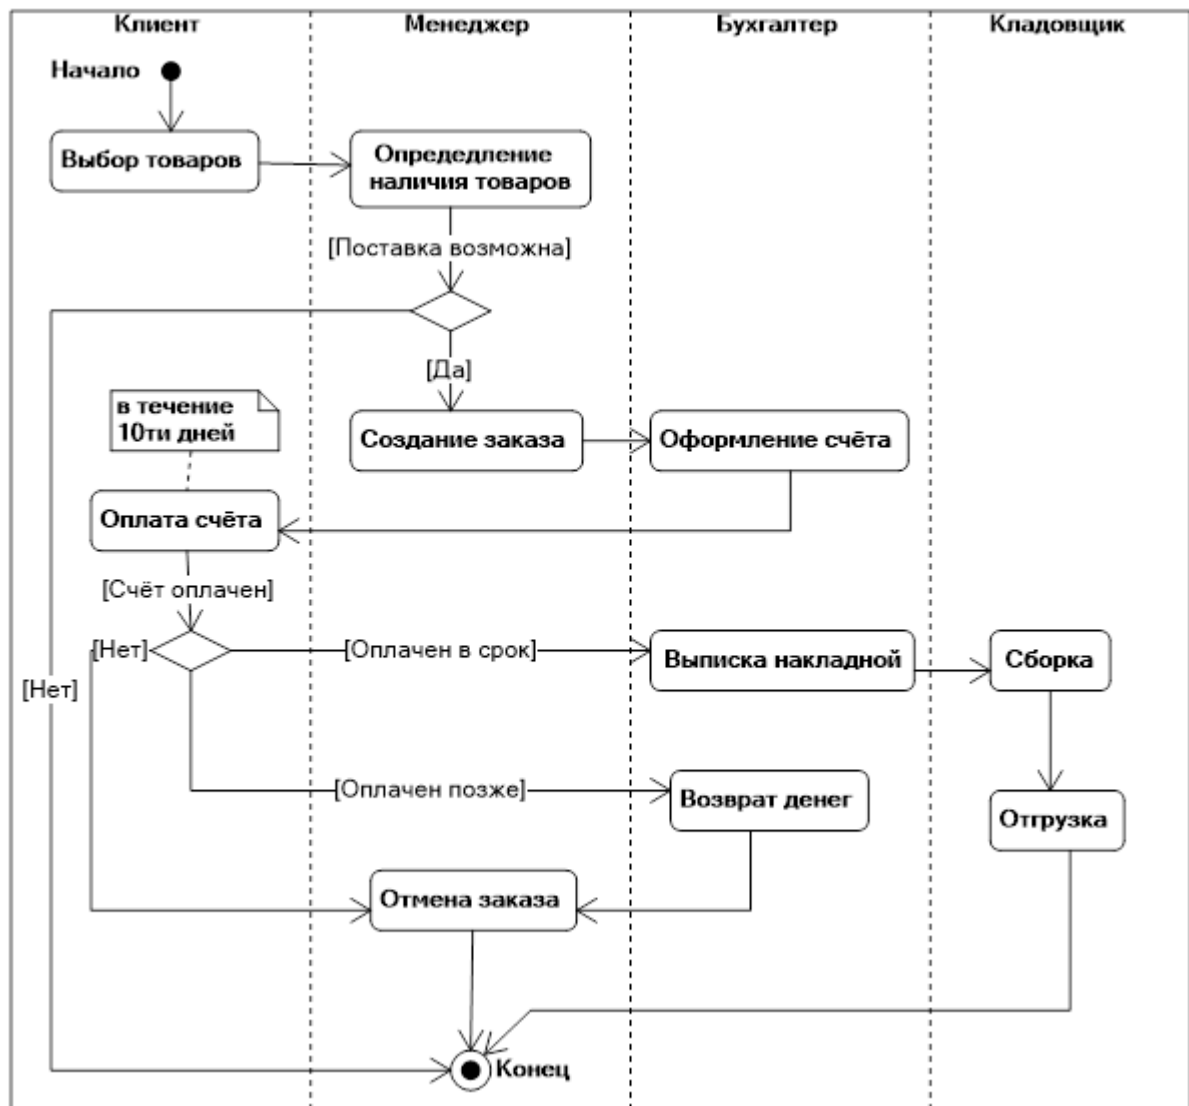 Клиент
Менеджер
Бухгалтер
Кладовщик
Начало
Выбор товаров
Опредедление
наличия товаров
[Поставка возможна]
[Да]
в течение
10ти дней
Создание заказа
Оформление счёта
Оплата счёта
[Счёт оплачен]
[Нет]
[Оплачен в срок]
Выписка накладной
Сборка
[Нет]
[Оплачен позже]
Возврат денег
Отгрузка
Отмена заказа
Конец